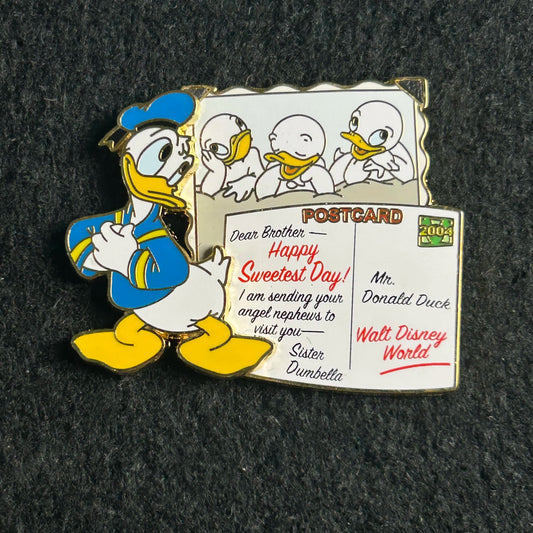 POSTCARD
2004
Dear Brother —
Happy
Sweetest Day!
I am sending your
angel nephews to
visit you—
Sister
Dumbella
Mr.
Donald Duck
Walt Disney
World